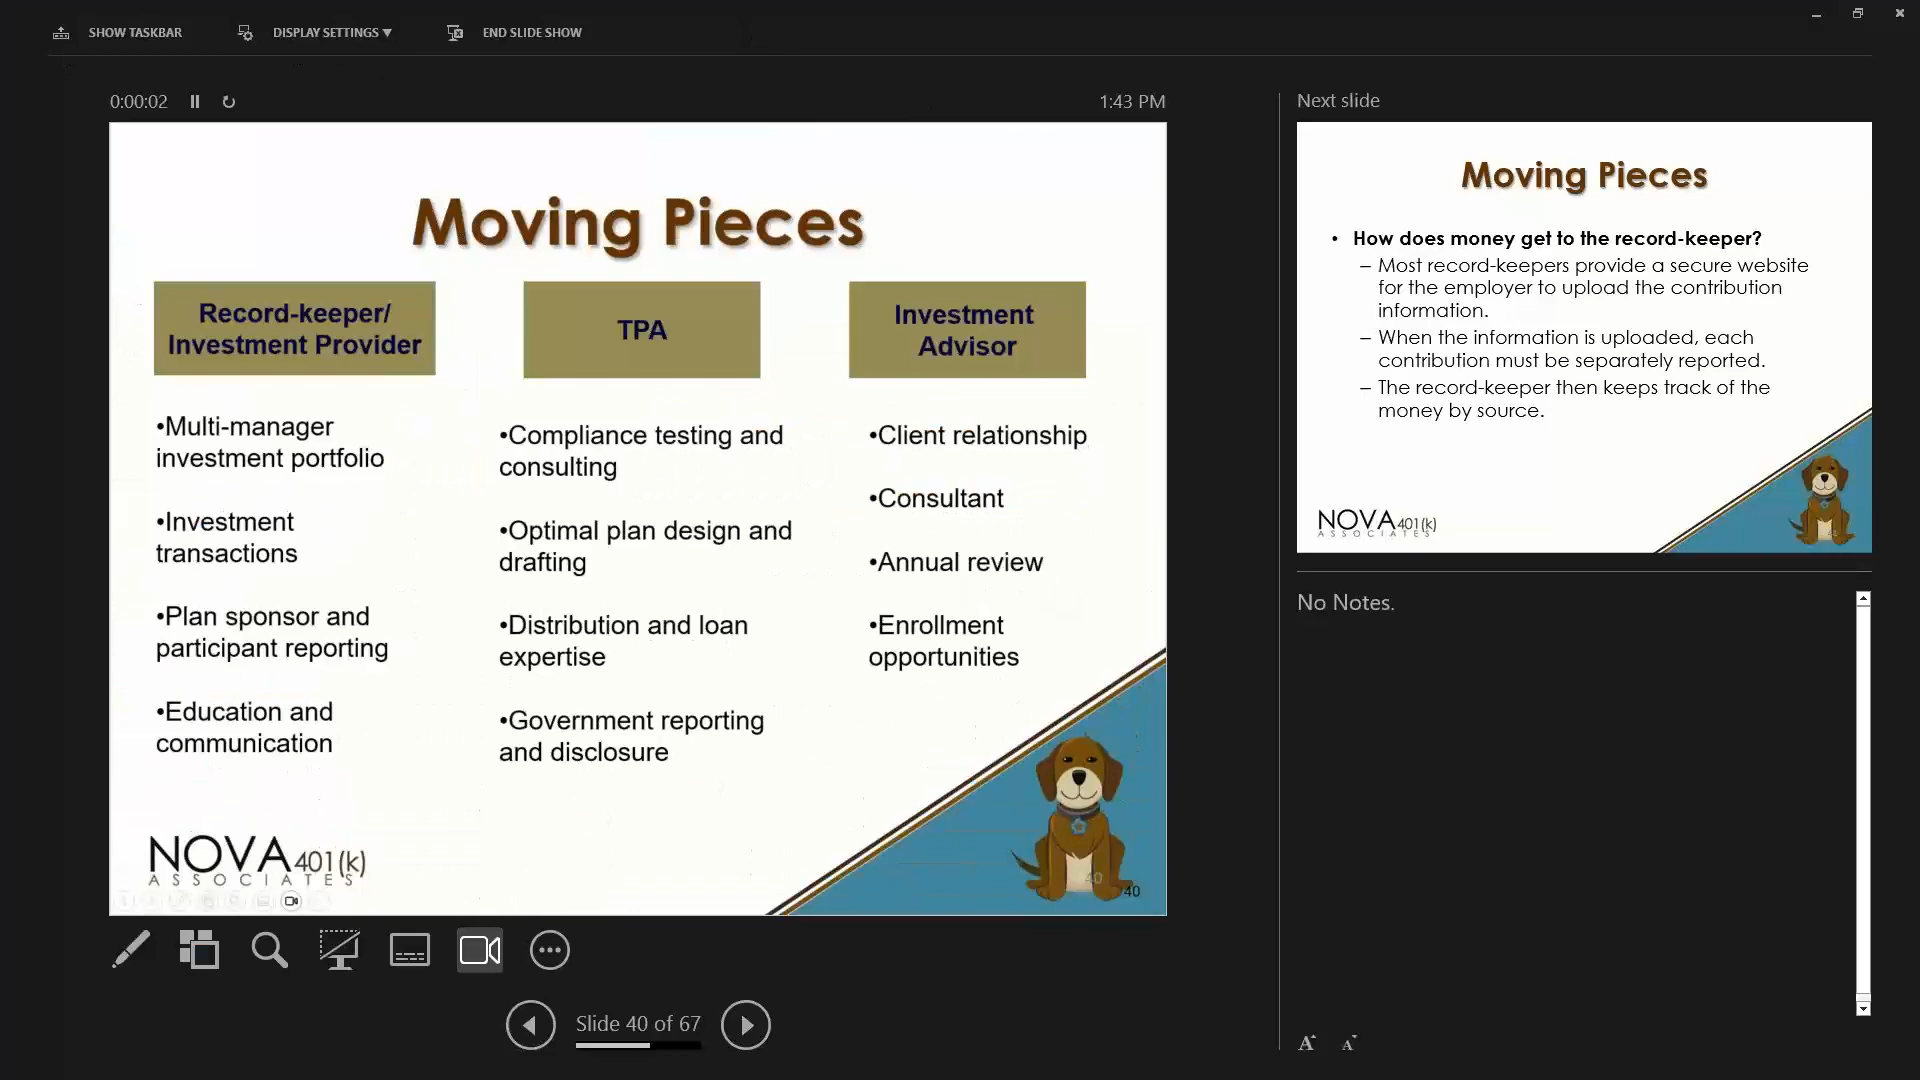 SHOW TASKBAR
DISPLAY SETTINGS ▼
END SLIDE SHOW
0:00:02
1:43 PM
Moving Pieces
Record-keeper/
Investment Provider
•Multi-manager
investment portfolio
•Investment
transactions
•Plan sponsor and
participant reporting
•Education and
communication
TPA
•Compliance testing and
consulting
•Optimal plan design and
drafting
•Distribution and loan
expertise
•Government reporting
and disclosure
Investment
Advisor
•Client relationship
•Consultant
•Annual review
•Enrollment
opportunities
NOVA 401(k)
ASSOCIATES
40
40
Slide 40 of 67
Next slide
Moving Pieces
• How does money get to the record-keeper?
– Most record-keepers provide a secure website
for the employer to upload the contribution
information.
– When the information is uploaded, each
contribution must be separately reported.
– The record-keeper then keeps track of the
money by source.
NOVA 401(k)
ASSOCIATES
No Notes.
A
A